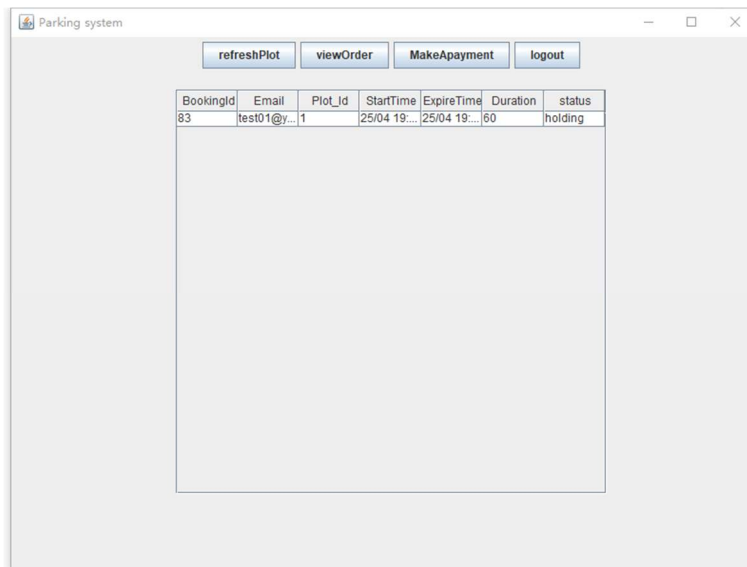 Parking system
refreshPlot viewOrder MakeApayment logout
BookingId Email Plot_Id StartTime ExpireTime Duration status
83 test01@y... 1 25/04 19:... 25/04 19:... 60 holding